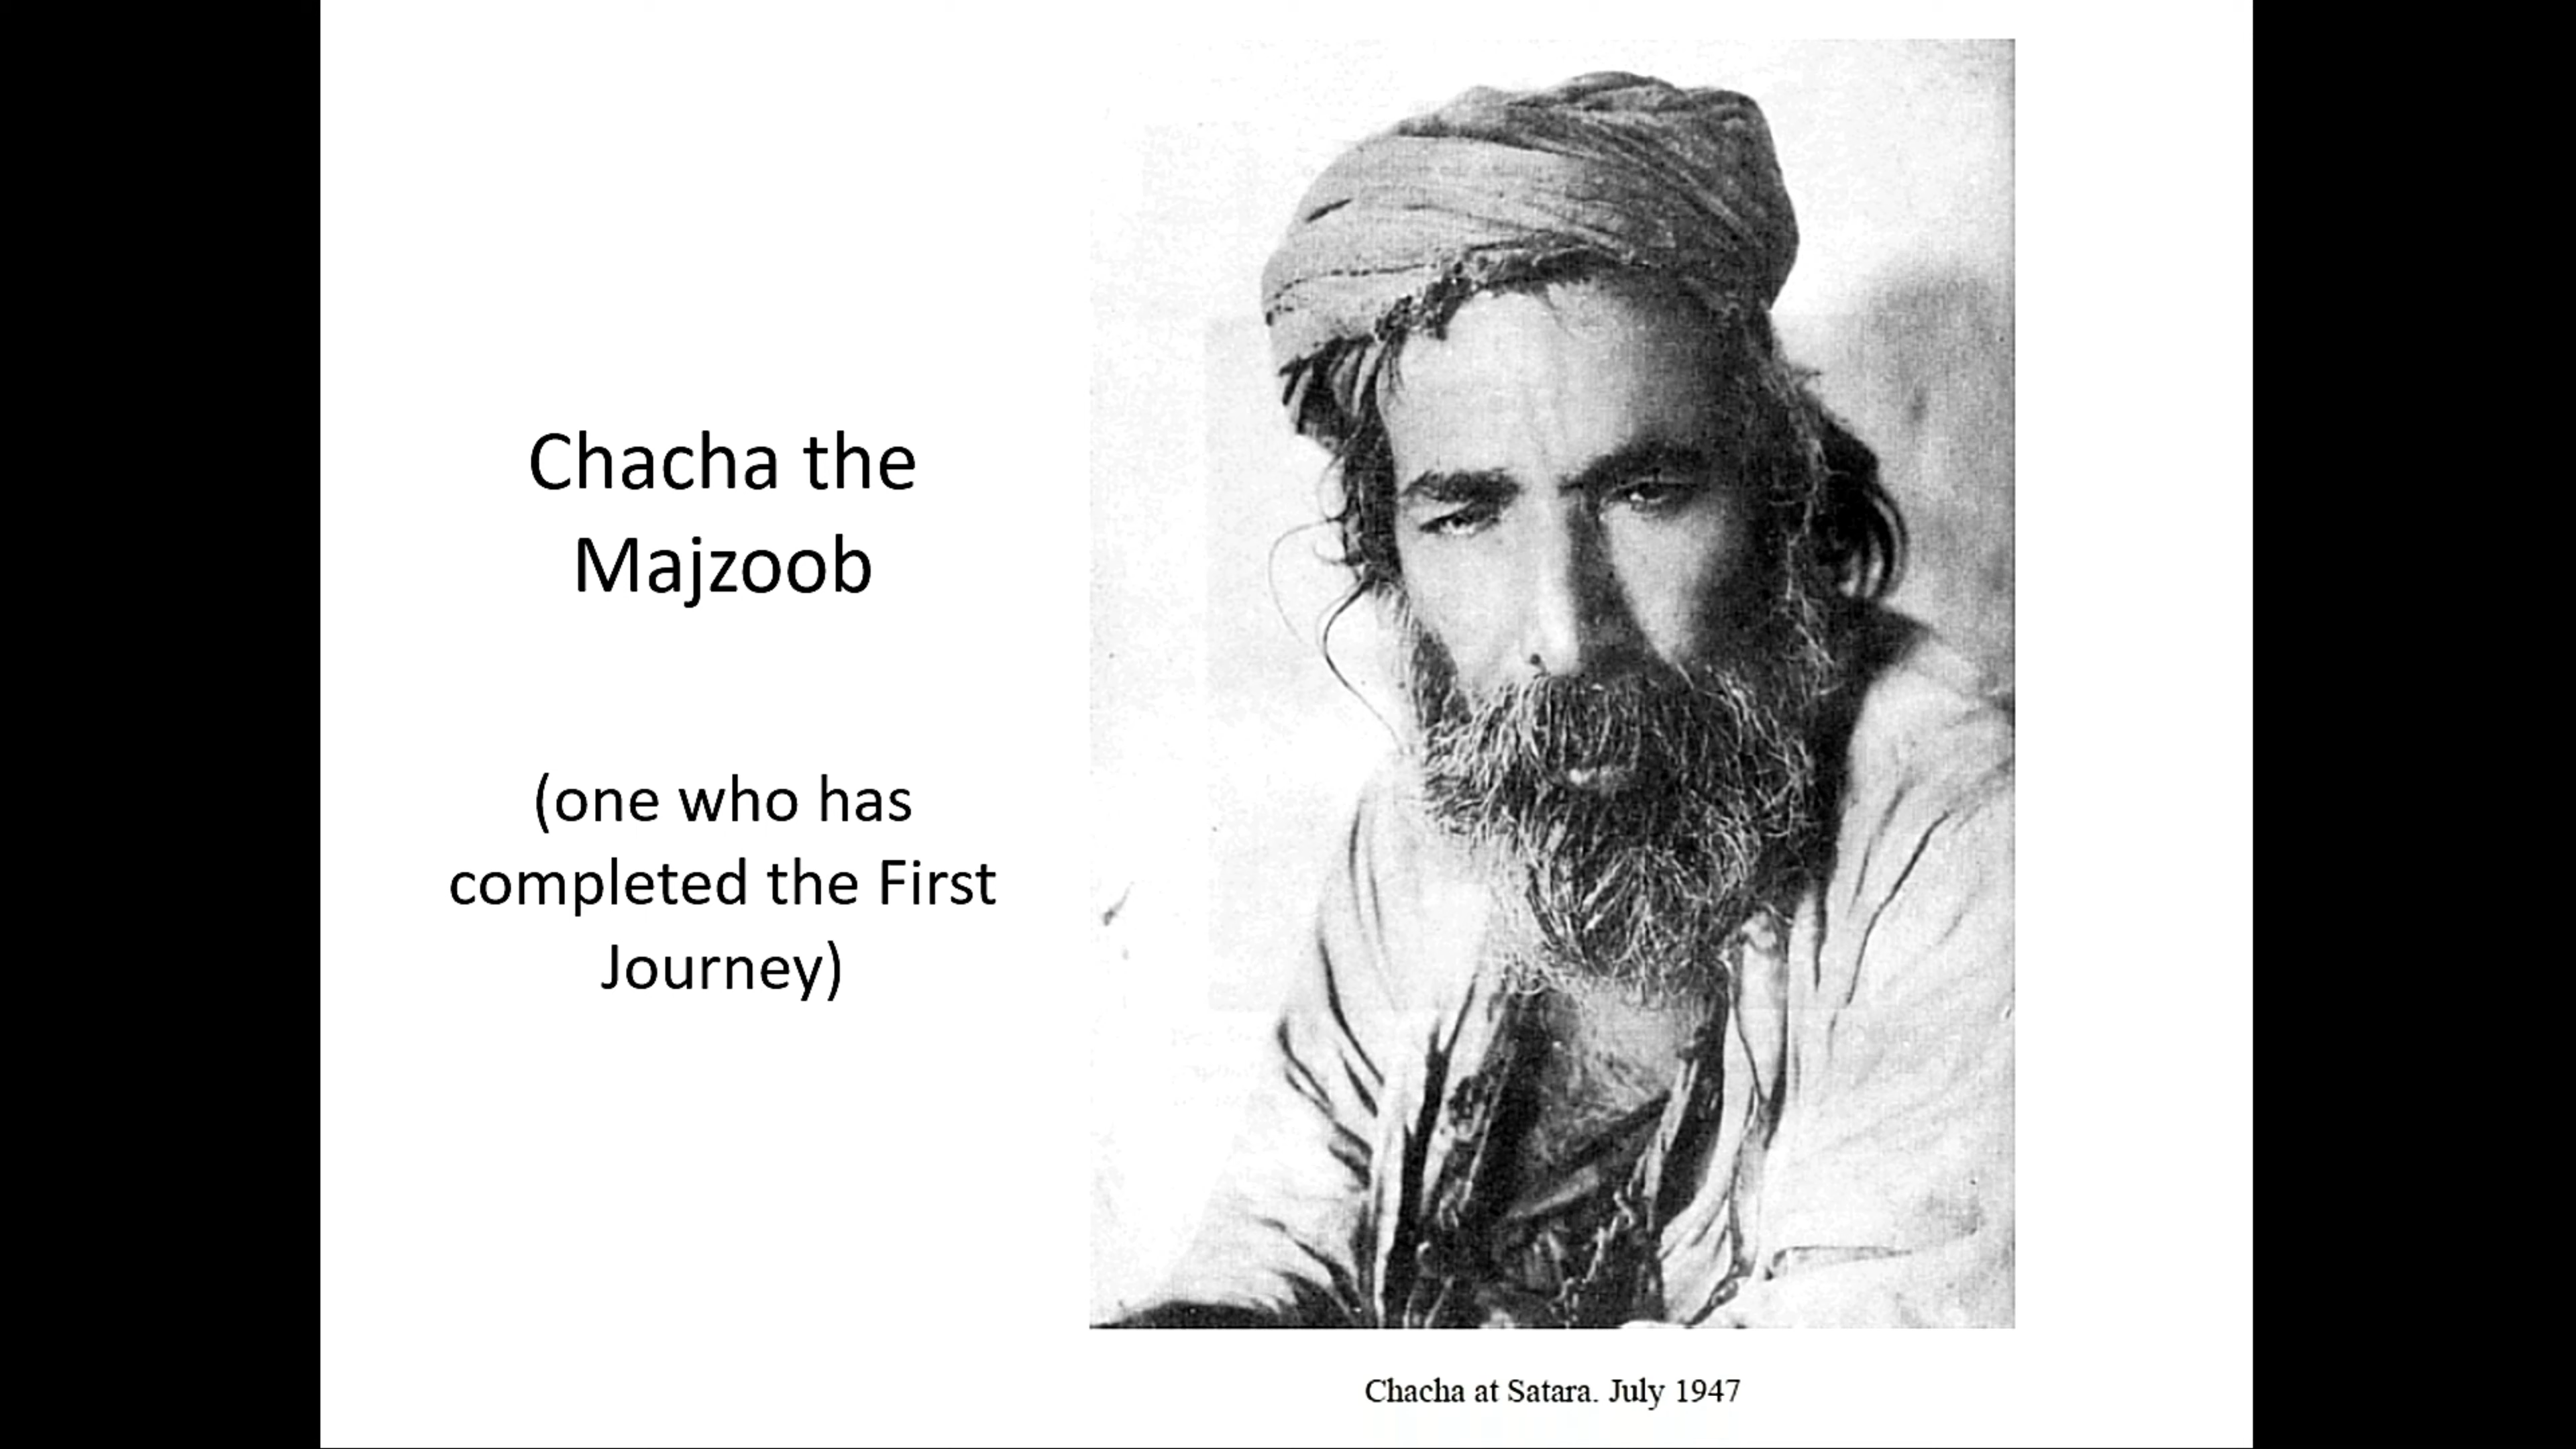 Chacha the
Majzoob
(one who has
completed the First
Journey)
Chacha at Satara. July 1947